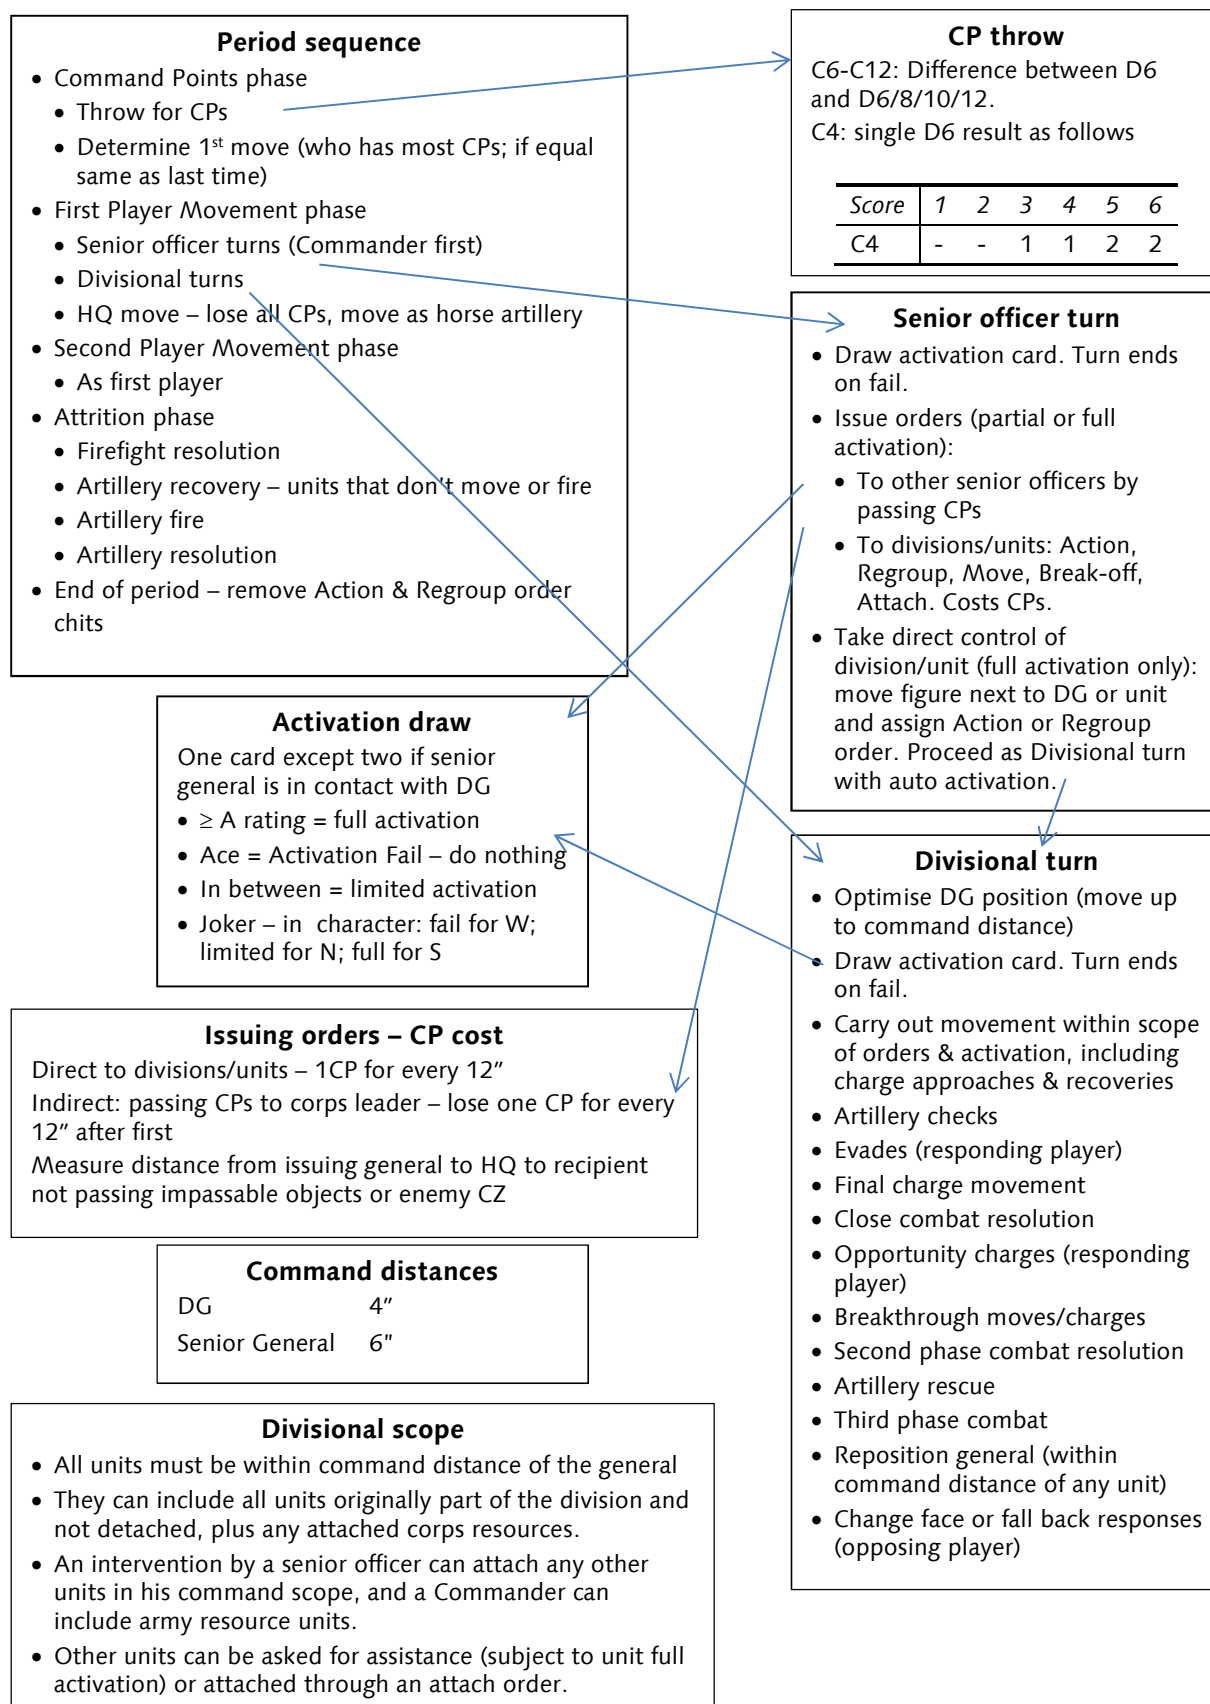 Period sequence
• Command Points phase
• Throw for CPs
• Determine 1st move (who has most CPs; if equal
same as last time)
• First Player Movement phase
• Senior officer turns (Commander first)
• Divisional turns
• HQ move – lose all CPs, move as horse artillery
• Second Player Movement phase
• As first player
• Attrition phase
• Firefight resolution
• Artillery recovery – units that don't move or fire
• Artillery fire
• Artillery resolution
• End of period – remove Action & Regroup order
chits
CP throw
C6-C12: Difference between D6
and D6/8/10/12.
C4: single D6 result as follows
Score 1 2 3 4 5 6
C4 - - 1 1 2 2
Senior officer turn
• Draw activation card. Turn ends
on fail.
• Issue orders (partial or full
activation):
• To other senior officers by
passing CPs
• To divisions/units: Action,
Regroup, Move, Break-off,
Attach. Costs CPs.
• Take direct control of
division/unit (full activation only):
move figure next to DG or unit
and assign Action or Regroup
order. Proceed as Divisional turn
with auto activation.
Activation draw
One card except two if senior
general is in contact with DG
• ≥ A rating = full activation
• Ace = Activation Fail – do nothing
• In between = limited activation
• Joker – in character: fail for W;
limited for N; full for S
Issuing orders – CP cost
Direct to divisions/units – 1CP for every 12"
Indirect: passing CPs to corps leader – lose one CP for every
12" after first
Measure distance from issuing general to HQ to recipient
not passing impassable objects or enemy CZ
Command distances
DG 4"
Senior General 6"
Divisional scope
• All units must be within command distance of the general
• They can include all units originally part of the division and
not detached, plus any attached corps resources.
• An intervention by a senior officer can attach any other
units in his command scope, and a Commander can
include army resource units.
• Other units can be asked for assistance (subject to unit full
activation) or attached through an attach order.
Divisional turn
• Optimise DG position (move up
to command distance)
• Draw activation card. Turn ends
on fail.
• Carry out movement within scope
of orders & activation, including
charge approaches & recoveries
• Artillery checks
• Evades (responding player)
• Final charge movement
• Close combat resolution
• Opportunity charges (responding
player)
• Breakthrough moves/charges
• Second phase combat resolution
• Artillery rescue
• Third phase combat
• Reposition general (within
command distance of any unit)
• Change face or fall back responses
(opposing player)